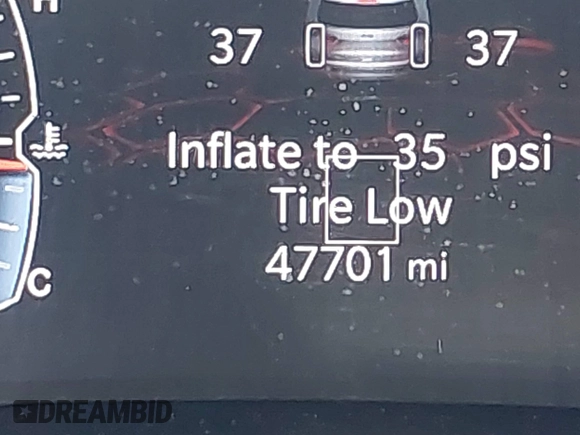 H
37 37
Inflate to 35 psi
Tire Low
47701 mi
C
DREAMBID